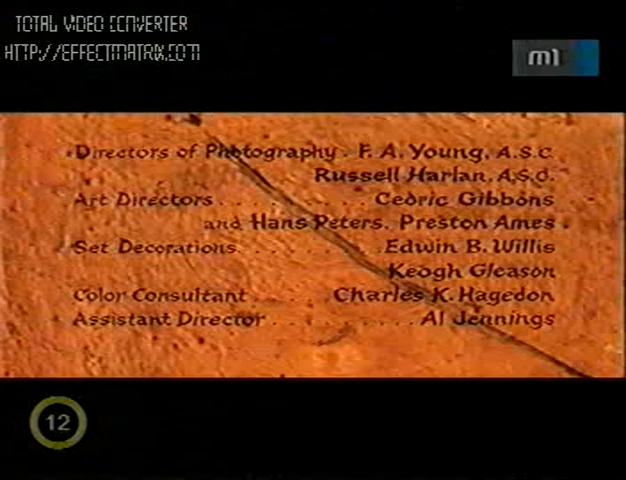 TOTAL VIDEO CONVERTER
HTTP://EFFECTMATRIX.COM
m1
Directors of Photography . F. A. Young, A.S.C.
Russell Harlan, A.S.C.
Art Directors . . . . . . . . . Cedric Gibbons
and Hans Peters, Preston Ames
Set Decorations . . . . . . . . Edwin B. Willis
Keogh Gleason
Color Consultant . . . . . Charles K. Hagedon
Assistant Director . . . . . . . . . Al Jennings
12